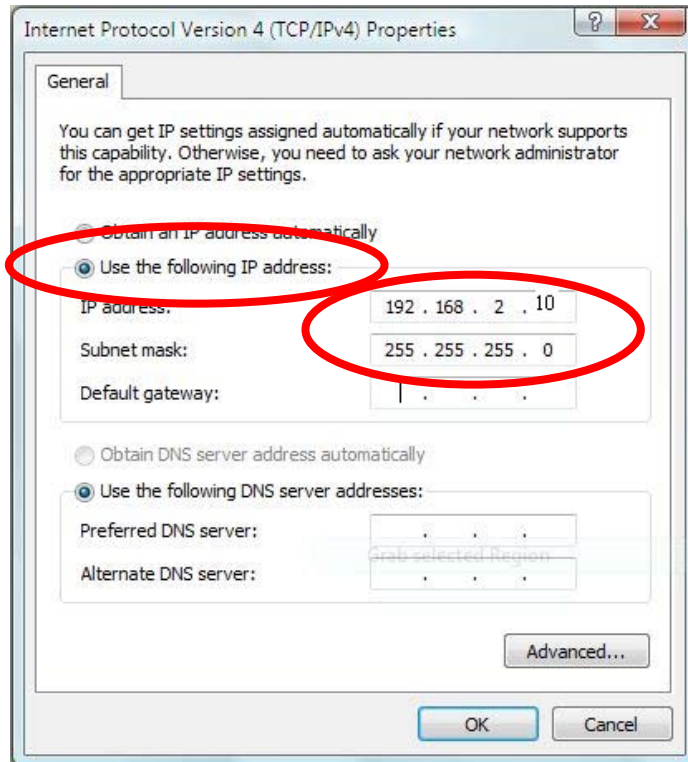 Internet Protocol Version 4 (TCP/IPv4) Properties
General
You can get IP settings assigned automatically if your network supports
this capability. Otherwise, you need to ask your network administrator
for the appropriate IP settings.
Obtain an IP address automatically
Use the following IP address:
IP address: 192 . 168 . 2 . 10
Subnet mask: 255 . 255 . 255 . 0
Default gateway: . . .
Obtain DNS server address automatically
Use the following DNS server addresses:
Preferred DNS server: . . .
Grab selected Region
Alternate DNS server: . . .
Advanced...
OK Cancel